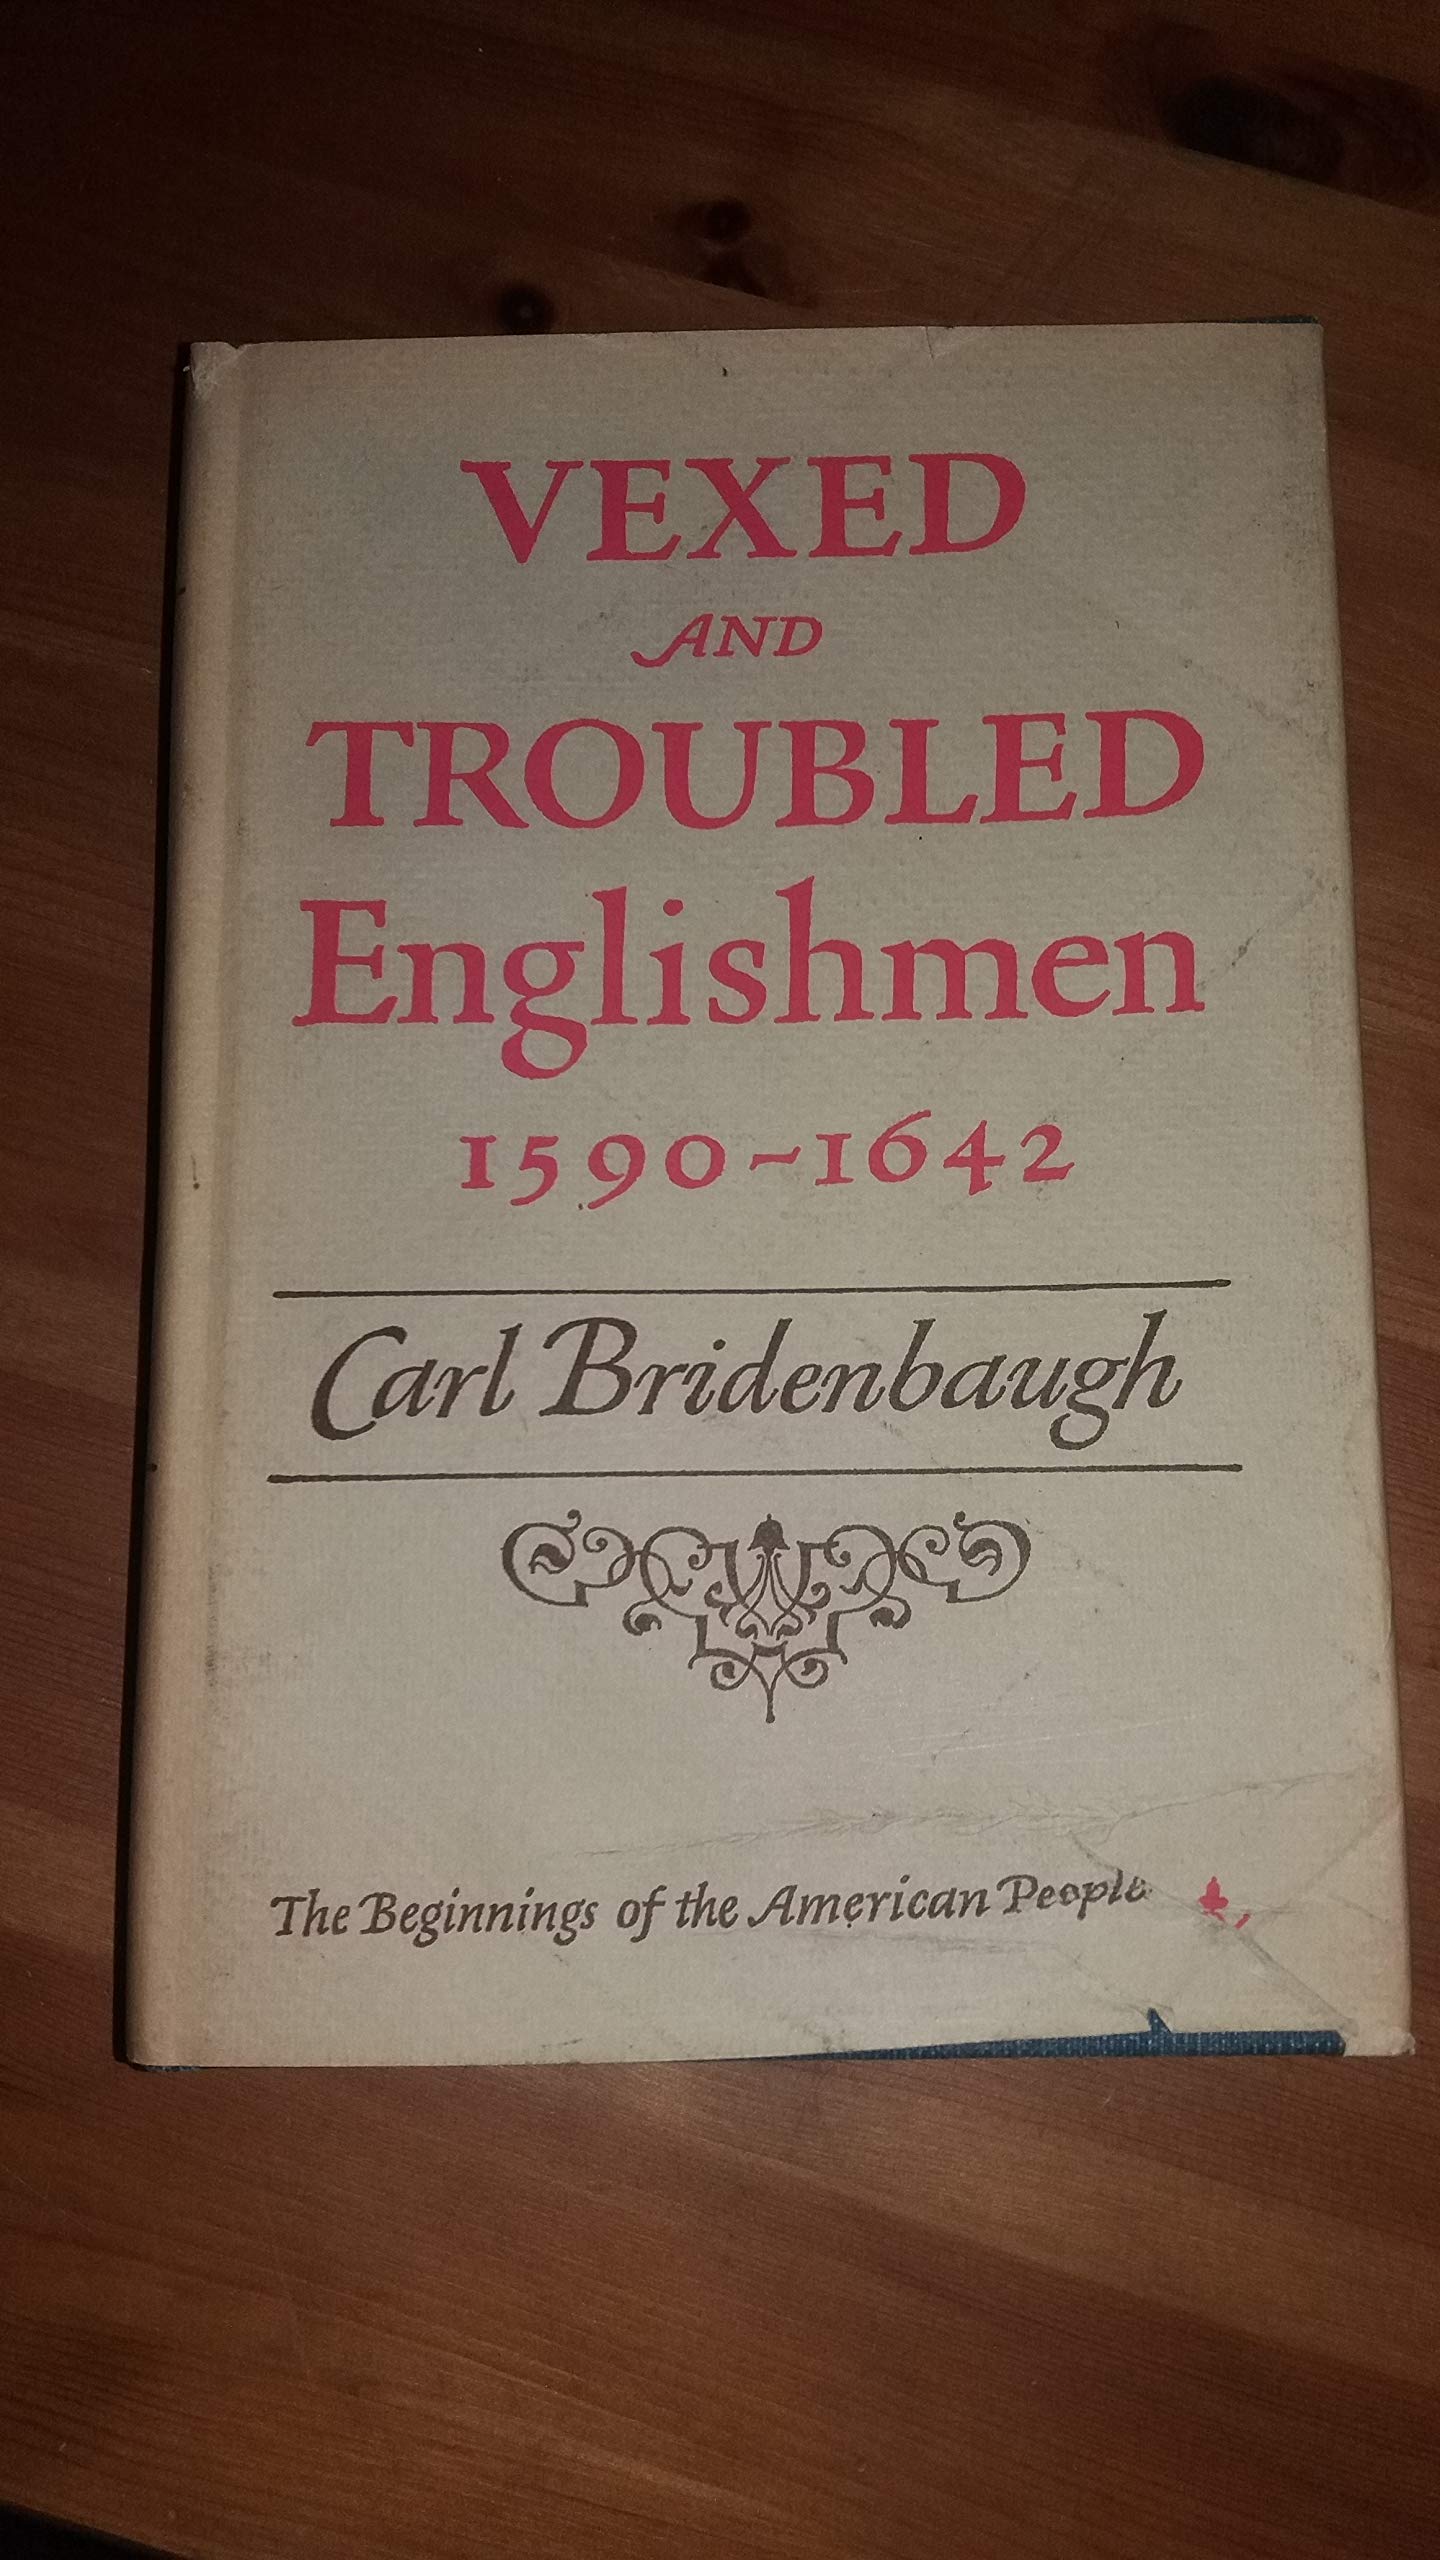 VEXED
AND
TROUBLED
Englishmen
1590~1642
Carl Bridenbaugh
The Beginnings of the American People